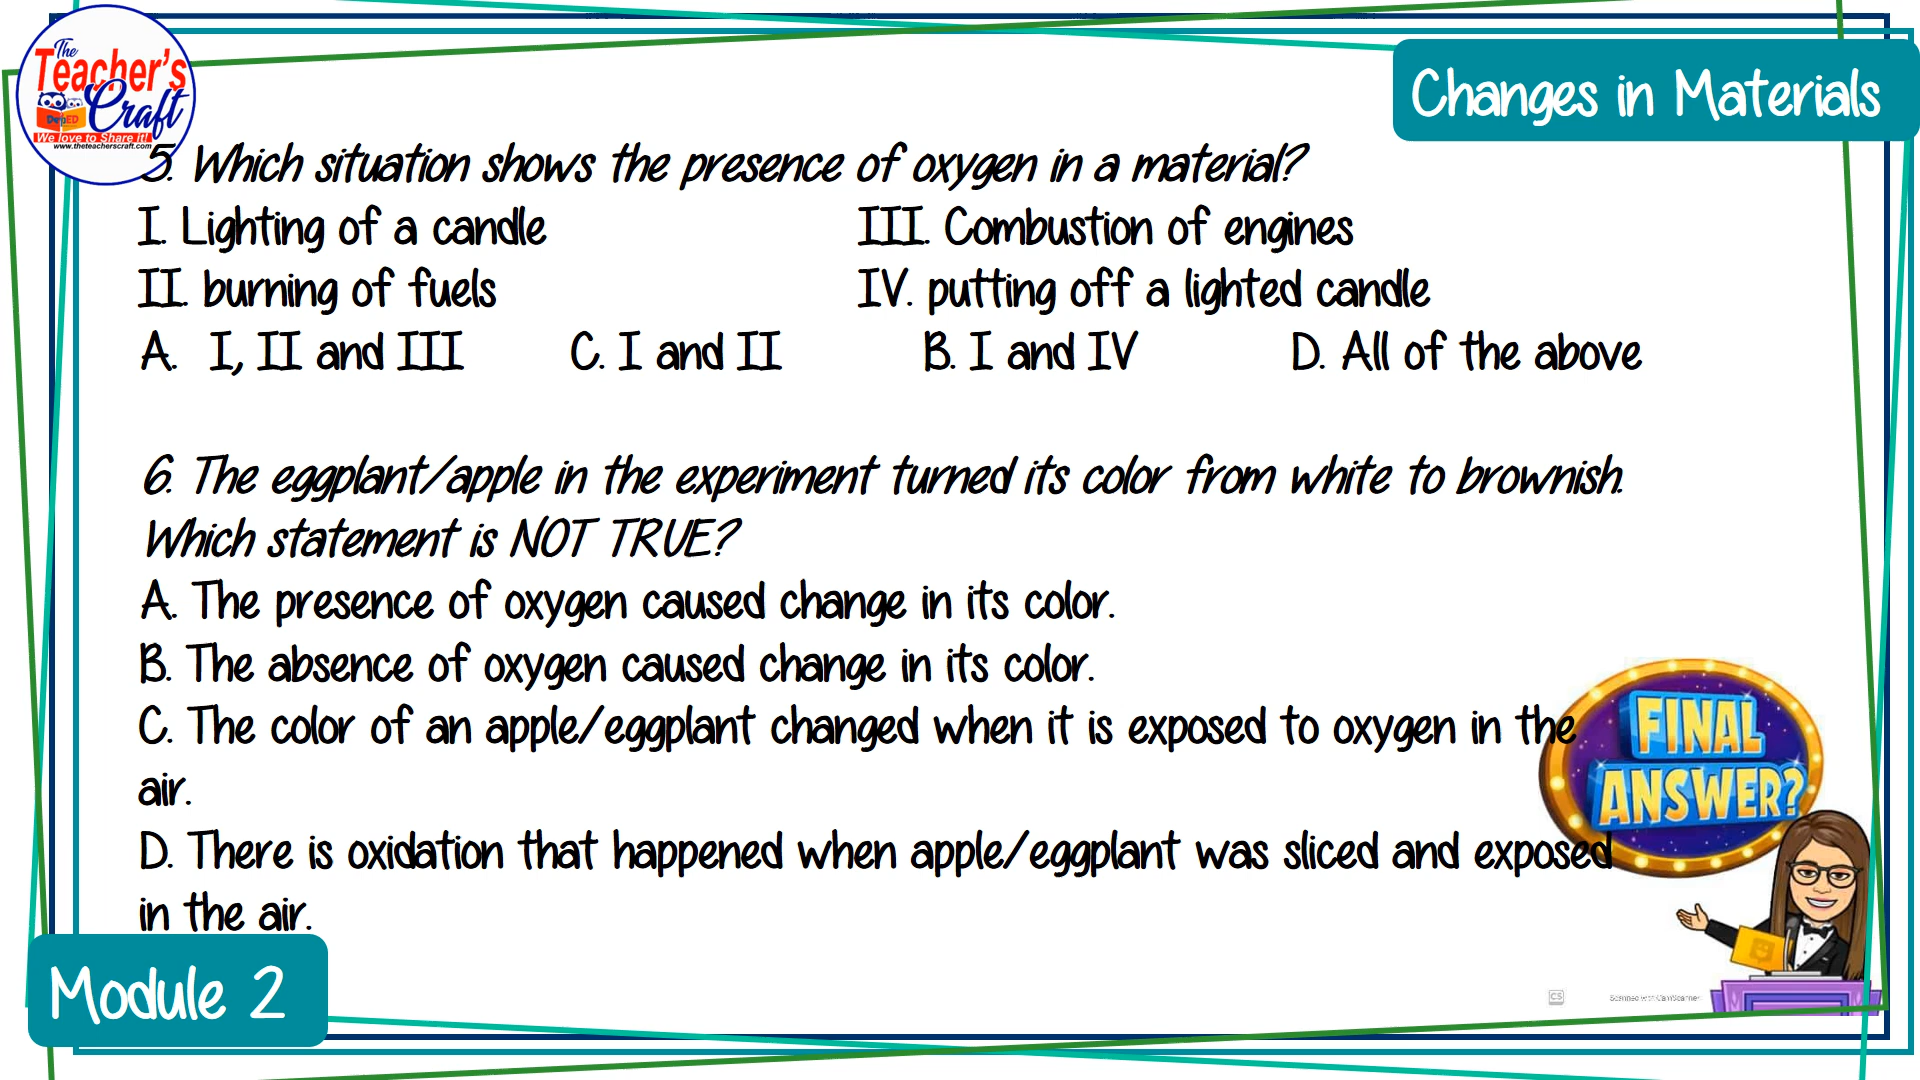 The
Teacher's
Craft
DepED
We love to Share it!
www.theteacherscraft.com
Changes in Materials
5. Which situation shows the presence of oxygen in a material?
I. Lighting of a candle III. Combustion of engines
II. burning of fuels IV. putting off a lighted candle
A. I, II and III C. I and II B. I and IV D. All of the above
6. The eggplant/apple in the experiment turned its color from white to brownish.
Which statement is NOT TRUE?
A. The presence of oxygen caused change in its color.
B. The absence of oxygen caused change in its color.
C. The color of an apple/eggplant changed when it is exposed to oxygen in the
air.
D. There is oxidation that happened when apple/eggplant was sliced and exposed
in the air.
FINAL
ANSWER?
Module 2
CS Scanned with CamScanner